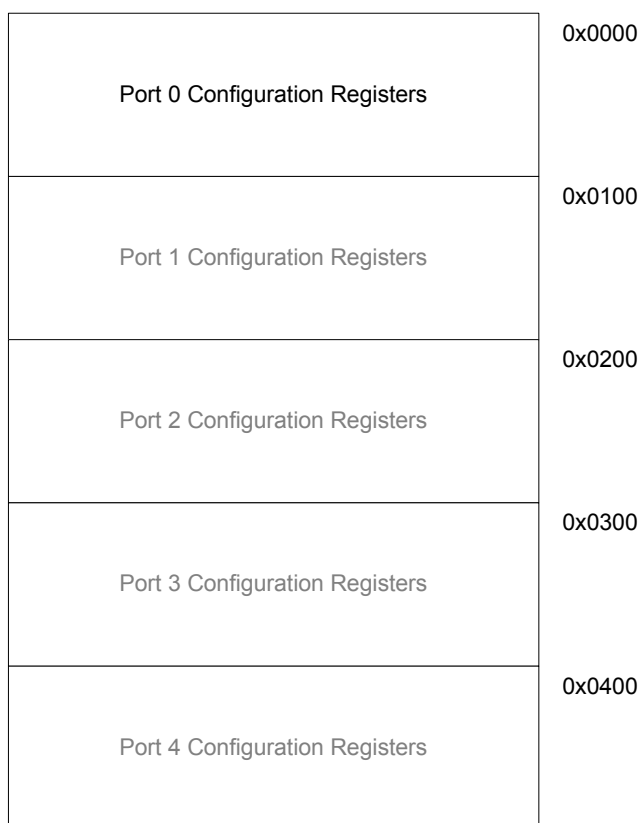 0x0000
Port 0 Configuration Registers
0x0100
Port 1 Configuration Registers
0x0200
Port 2 Configuration Registers
0x0300
Port 3 Configuration Registers
0x0400
Port 4 Configuration Registers